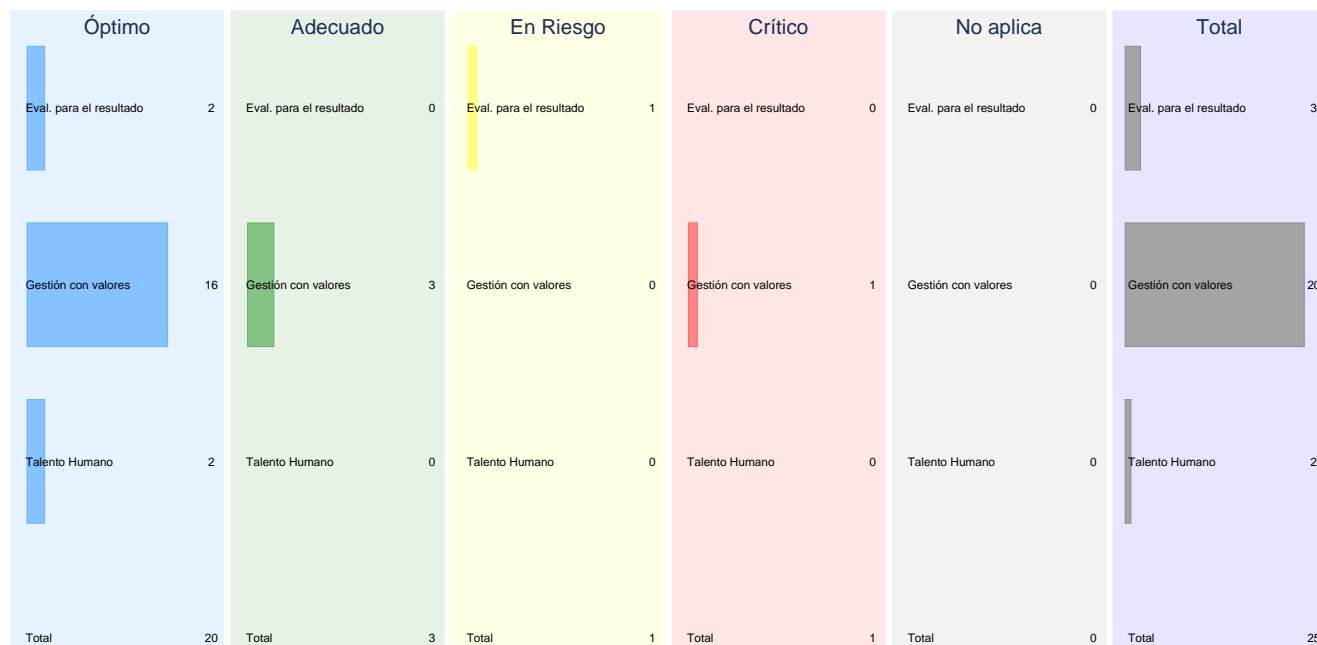 Óptimo Adecuado En Riesgo Crítico No aplica Total
Eval. para el resultado 2 Eval. para el resultado 0 Eval. para el resultado 1 Eval. para el resultado 0 Eval. para el resultado 0 Eval. para el resultado 3
Gestión con valores 16 Gestión con valores 3 Gestión con valores 0 Gestión con valores 1 Gestión con valores 0 Gestión con valores 20
Talento Humano 2 Talento Humano 0 Talento Humano 0 Talento Humano 0 Talento Humano 0 Talento Humano 2
Total 20 Total 3 Total 1 Total 1 Total 0 Total 25